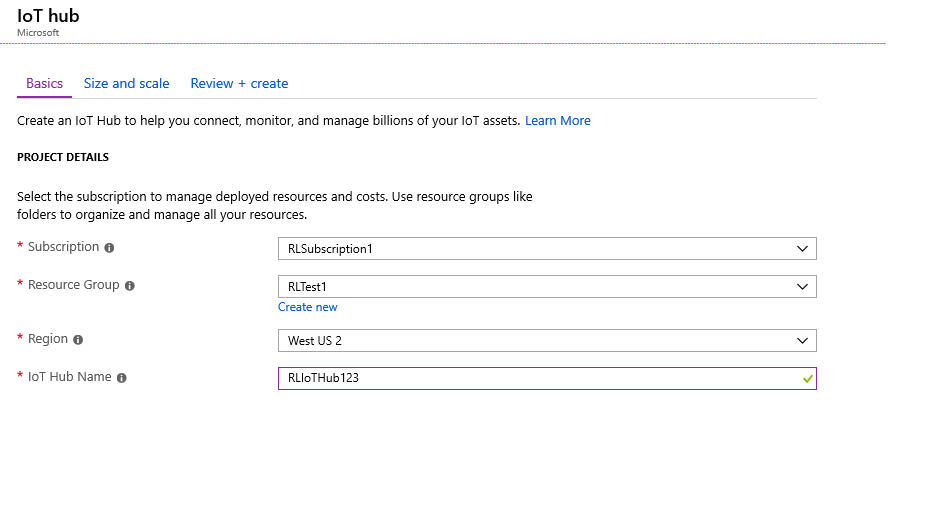 IoT hub
Microsoft
Basics Size and scale Review + create
Create an IoT Hub to help you connect, monitor, and manage billions of your IoT assets. Learn More
PROJECT DETAILS
Select the subscription to manage deployed resources and costs. Use resource groups like
folders to organize and manage all your resources.
* Subscription RLSubscription1
* Resource Group RLTest1
Create new
* Region West US 2
* IoT Hub Name RLIoTHub123